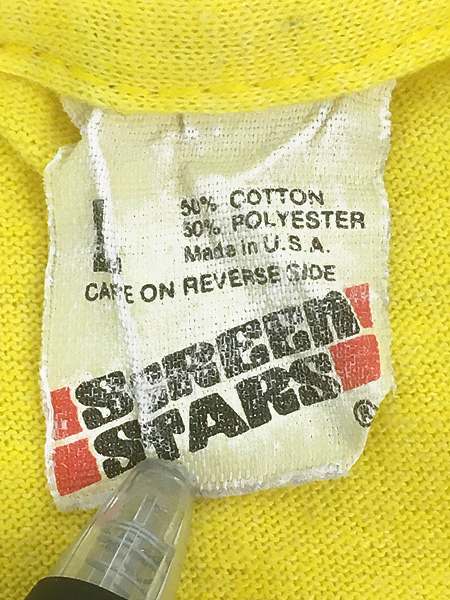 L
50% COTTON
50% POLYESTER
Made in U.S.A.
CARE ON REVERSE SIDE
SCREEN
STARS
®